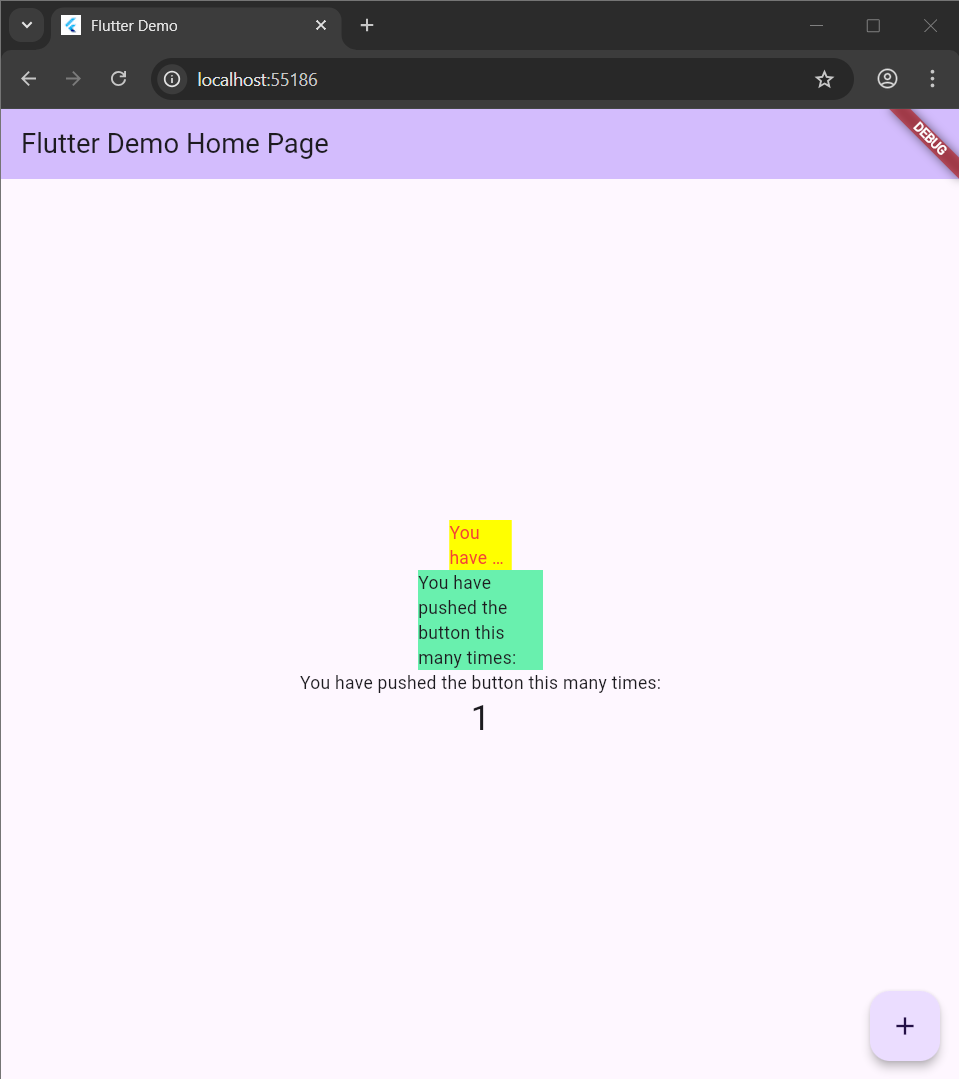 Flutter Demo
localhost:55186
Flutter Demo Home Page
DEBUG
You
have ...
You have
pushed the
button this
many times:
You have pushed the button this many times:
1